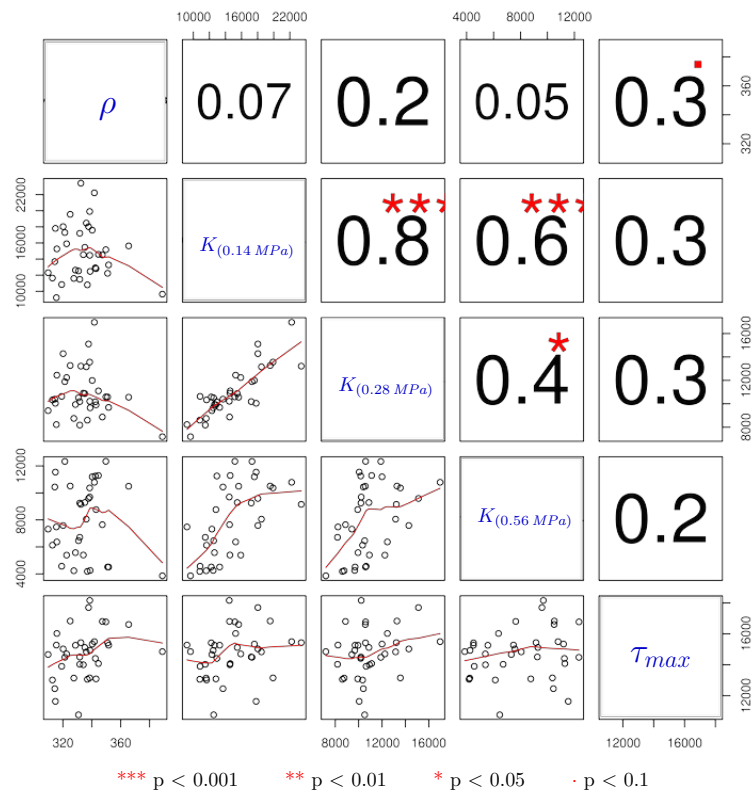 10000 16000 22000 4000 8000 12000
ρ 0.07 0.2 0.05 0.3 ▪
320 360
K(0.14 MPa) 0.8 *** 0.6 *** 0.3
10000 16000 22000
K(0.28 MPa) 0.4 * 0.3
8000 12000 16000
K(0.56 MPa) 0.2
4000 8000 12000
τmax
12000 16000
320 360 8000 12000 16000 12000 16000
*** p < 0.001 ** p < 0.01 * p < 0.05 · p < 0.1